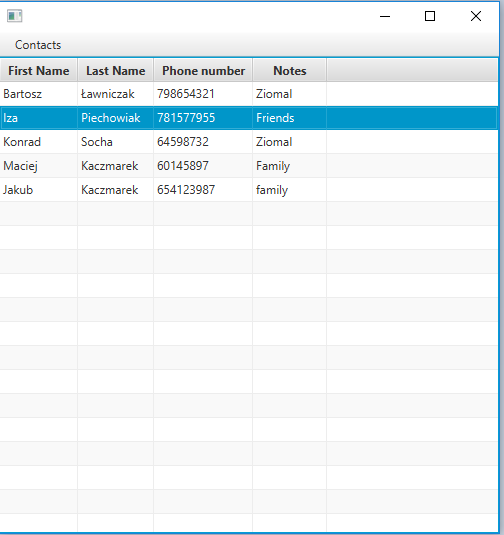 Contacts
First Name Last Name Phone number Notes
Bartosz Ławniczak 798654321 Ziomal
Iza Piechowiak 781577955 Friends
Konrad Socha 64598732 Ziomal
Maciej Kaczmarek 60145897 Family
Jakub Kaczmarek 654123987 family